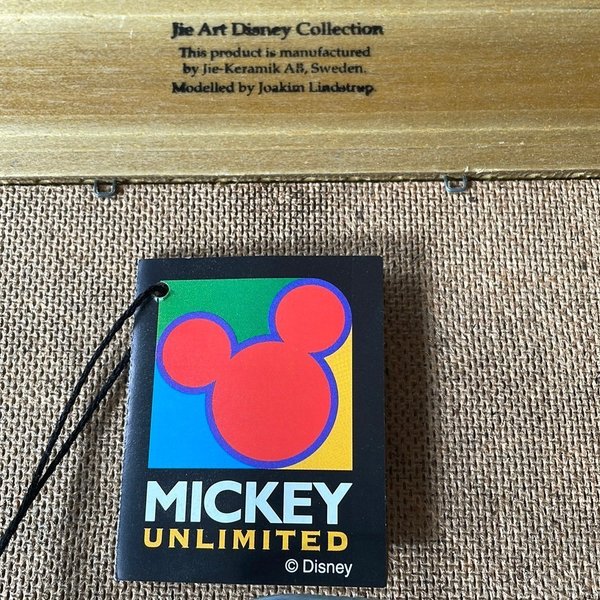 Jie Art Disney Collection
This product is manufactured
by Jie-Keramik AB, Sweden.
Modelled by Joakim Lindstrup.
MICKEY
UNLIMITED
© Disney